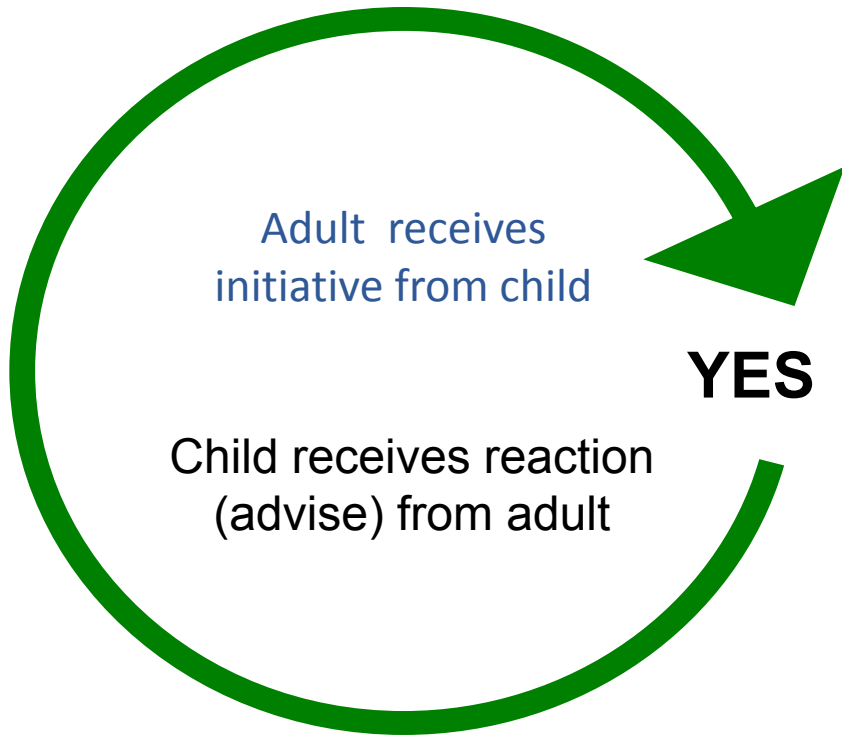 Adult  receives
initiative from child
YES
Child receives reaction
(advise) from adult